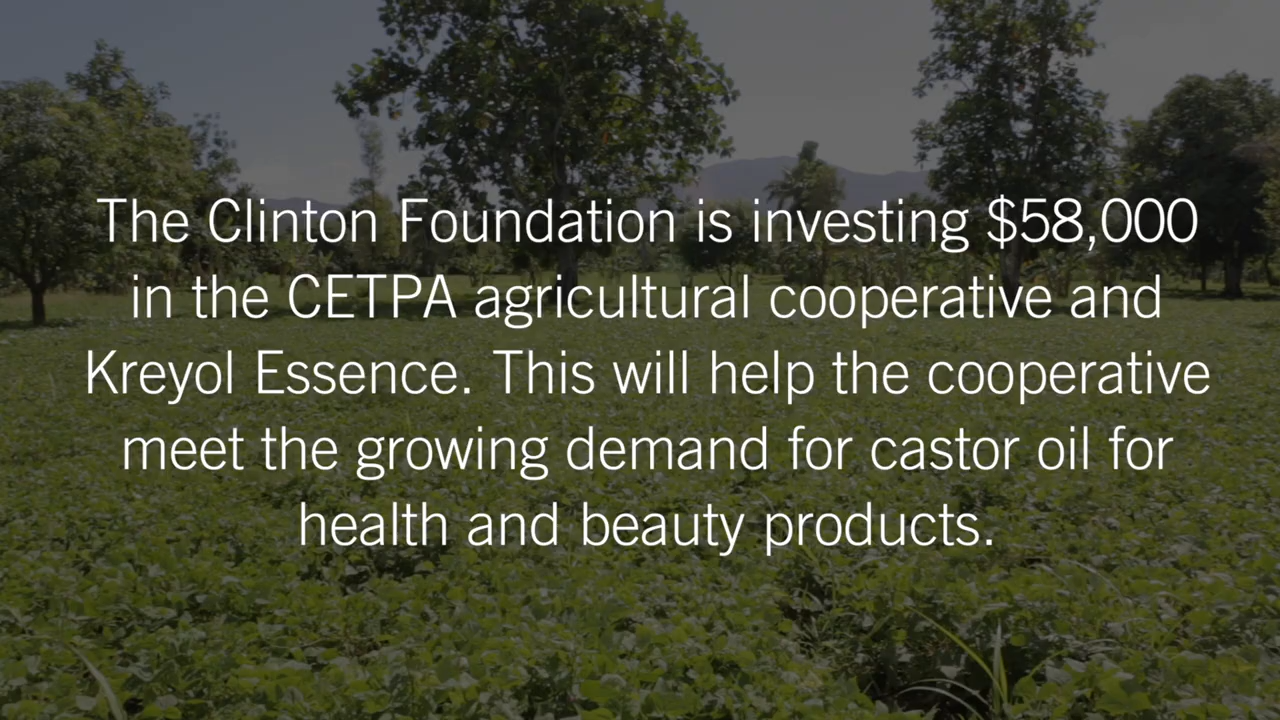 The Clinton Foundation is investing $58,000
in the CETPA agricultural cooperative and
Kreyol Essence. This will help the cooperative
meet the growing demand for castor oil for
health and beauty products.